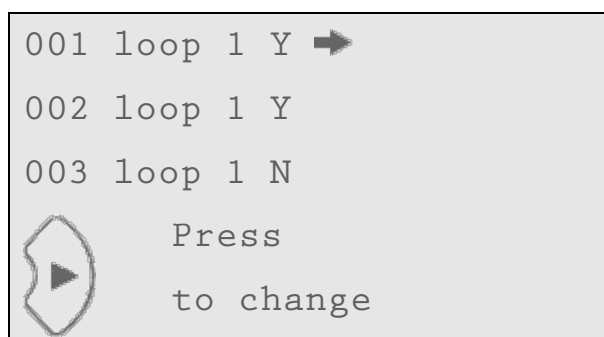 001 loop 1 Y
002 loop 1 Y
003 loop 1 N
Press
to change